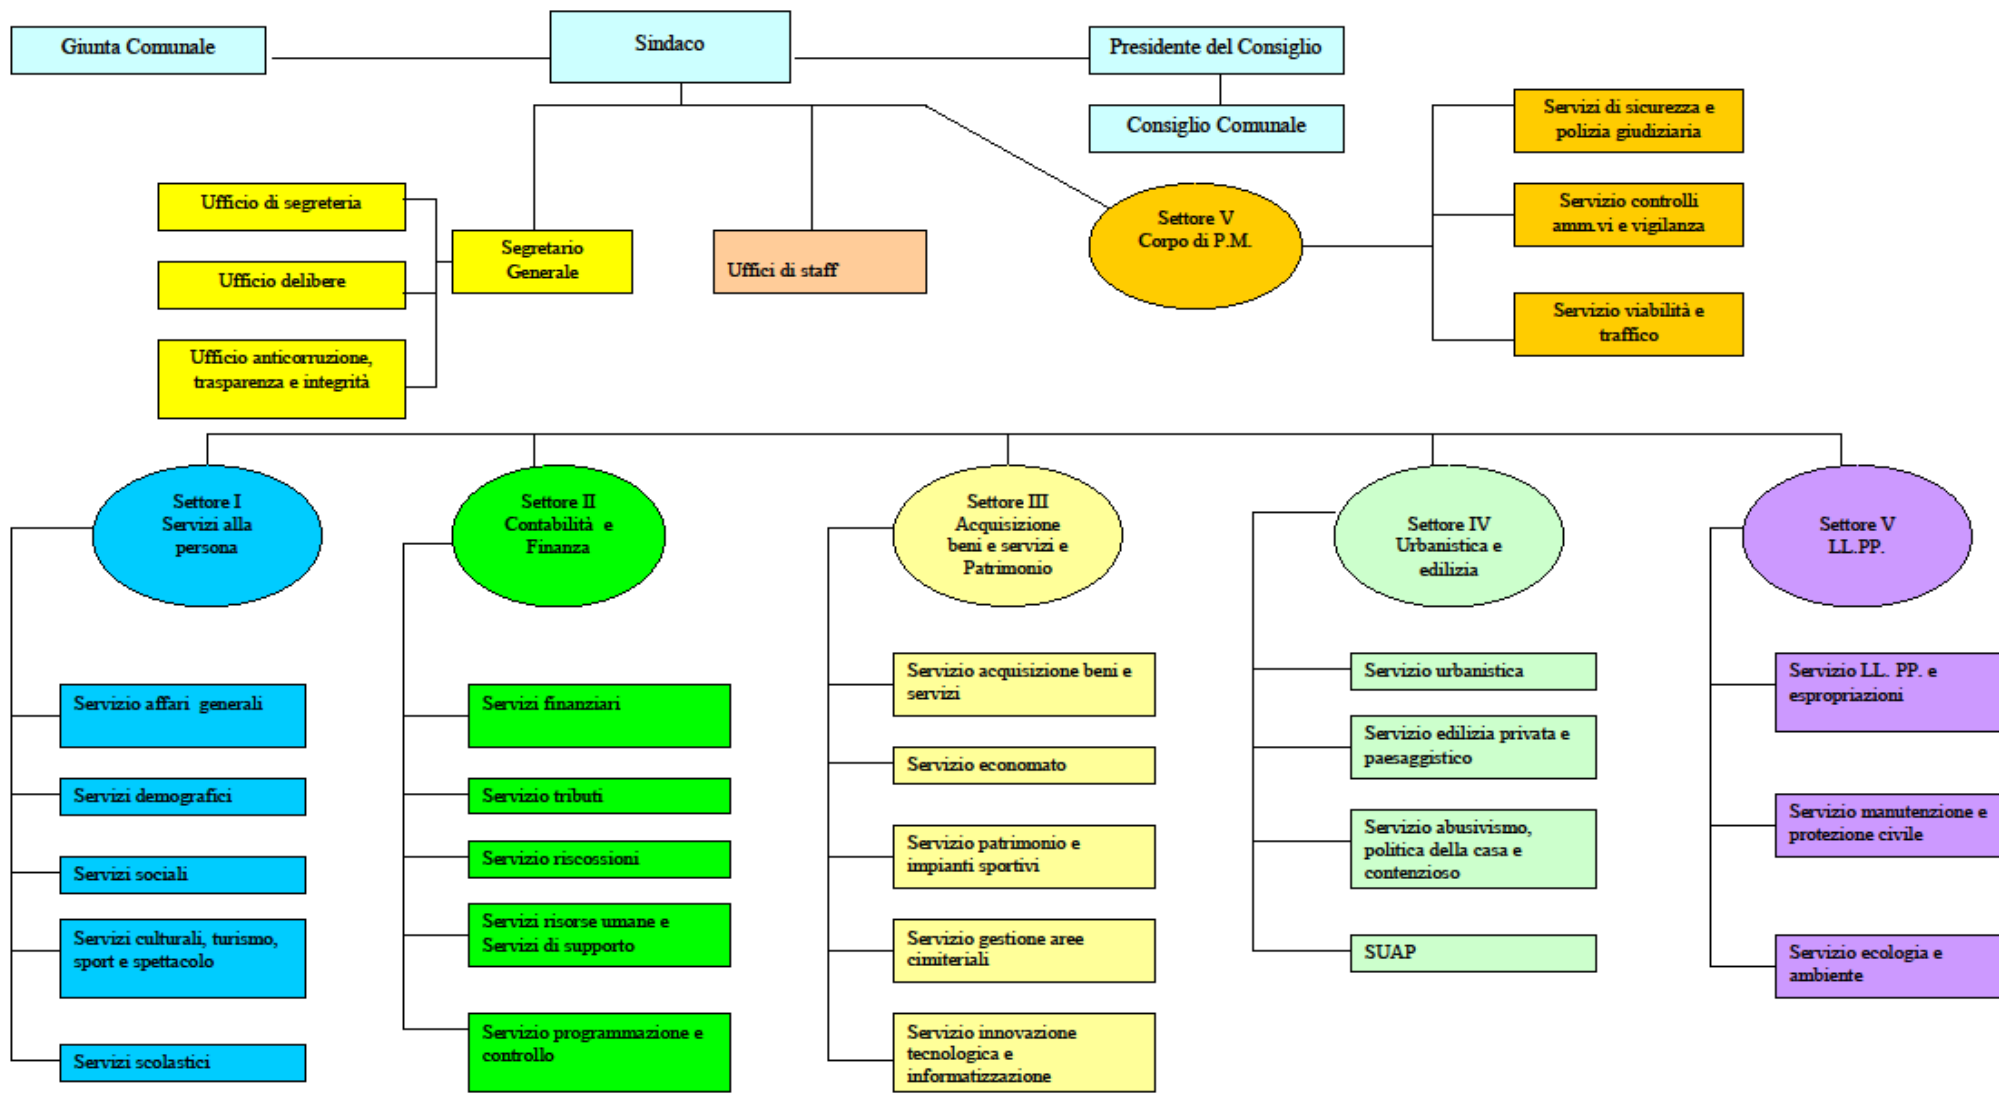 Giunta Comunale
Sindaco
Presidente del Consiglio
Consiglio Comunale
Servizi di sicurezza e
polizia giudiziaria
Ufficio di segreteria
Settore V
Corpo di P.M.
Servizio controlli
amm.vi e vigilanza
Segretario
Generale
Uffici di staff
Ufficio delibere
Servizio viabilità e
traffico
Ufficio anticorruzione,
trasparenza e integrità
Settore I
Servizi alla
persona
Settore II
Contabilità e
Finanza
Settore III
Acquisizione
beni e servizi e
Patrimonio
Settore IV
Urbanistica e
edilizia
Settore V
LL.PP.
Servizio affari generali
Servizi demografici
Servizi sociali
Servizi culturali, turismo,
sport e spettacolo
Servizi scolastici
Servizi finanziari
Servizio tributi
Servizio riscossioni
Servizi risorse umane e
Servizi di supporto
Servizio programmazione e
controllo
Servizio acquisizione beni e
servizi
Servizio economato
Servizio patrimonio e
impianti sportivi
Servizio gestione aree
cimiteriali
Servizio innovazione
tecnologica e
informatizzazione
Servizio urbanistica
Servizio edilizia privata e
paesaggistico
Servizio abusivismo,
politica della casa e
contenzioso
SUAP
Servizio LL. PP. e
espropriazioni
Servizio manutenzione e
protezione civile
Servizio ecologia e
ambiente